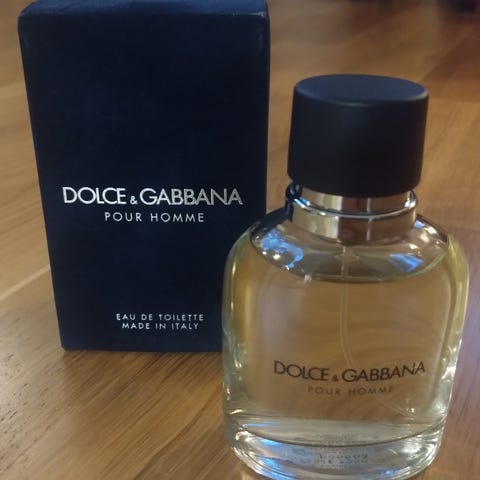 DOLCE & GABBANA
POUR HOMME
EAU DE TOILETTE
MADE IN ITALY
DOLCE & GABBANA
POUR HOMME